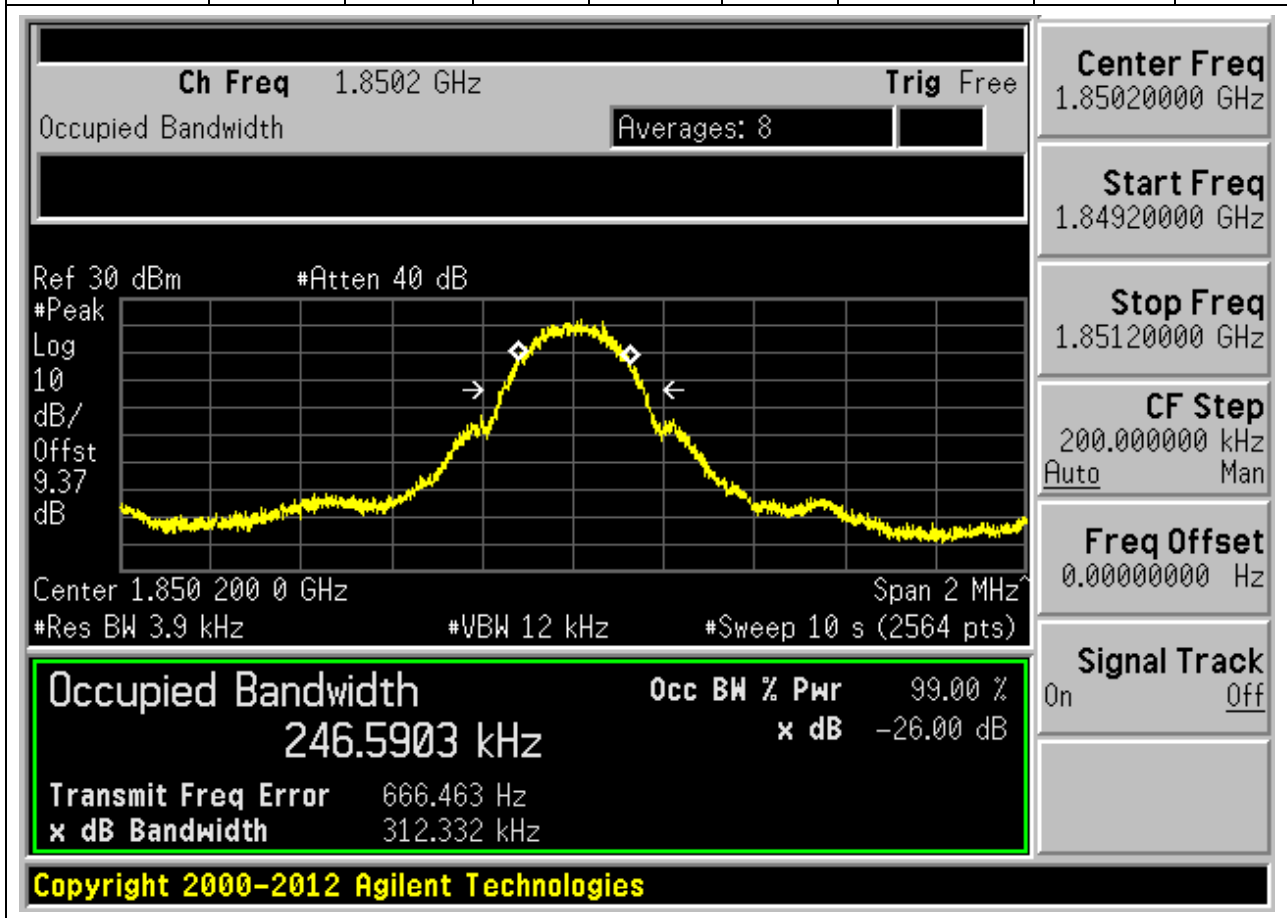 Ch Freq 1.8502 GHz Trig Free
Occupied Bandwidth Averages: 8
Ref 30 dBm #Atten 40 dB
#Peak
Log
10
dB/
Offst
9.37
dB
Center 1.850 200 0 GHz Span 2 MHz^
#Res BW 3.9 kHz #VBW 12 kHz #Sweep 10 s (2564 pts)
Occupied Bandwidth Occ BW % Pwr 99.00 %
246.5903 kHz x dB -26.00 dB
Transmit Freq Error 666.463 Hz
x dB Bandwidth 312.332 kHz
Center Freq
1.85020000 GHz
Start Freq
1.84920000 GHz
Stop Freq
1.85120000 GHz
CF Step
200.000000 kHz
Auto Man
Freq Offset
0.00000000 Hz
Signal Track
On Off
Copyright 2000-2012 Agilent Technologies